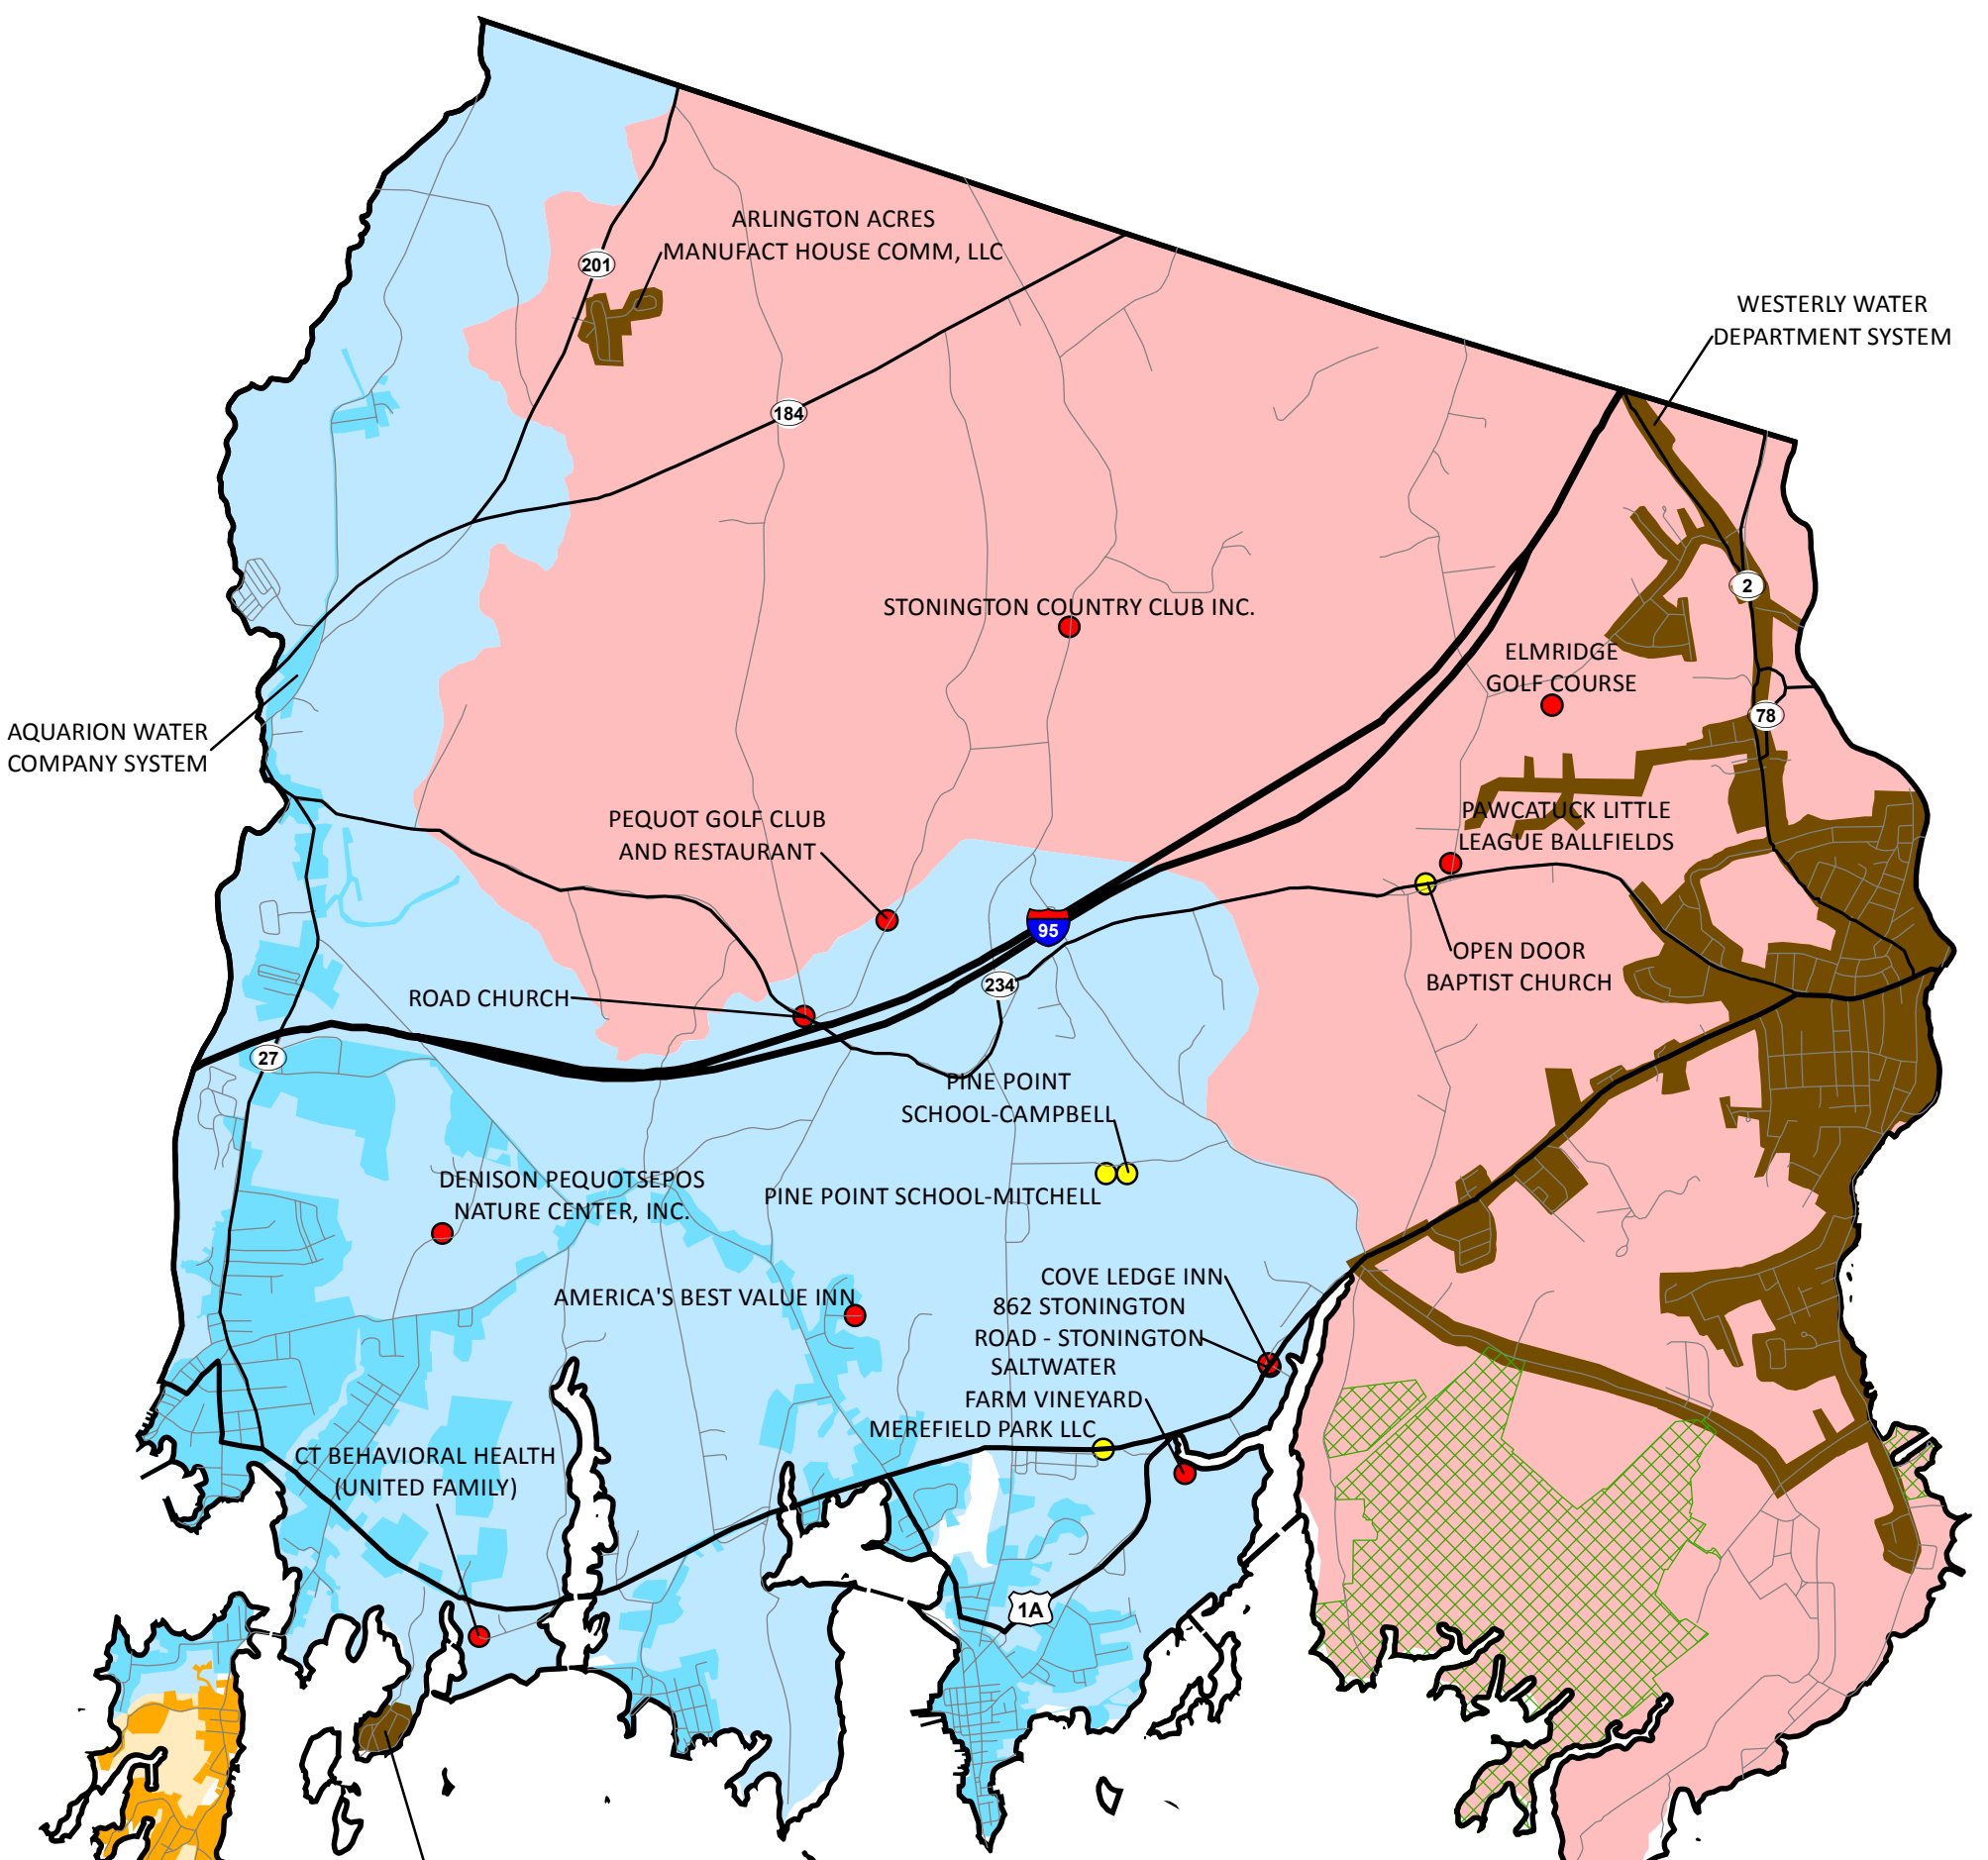 ARLINGTON ACRES
MANUFACT HOUSE COMM, LLC
201
WESTERLY WATER
DEPARTMENT SYSTEM
184
2
STONINGTON COUNTRY CLUB INC.
ELMRIDGE
GOLF COURSE
78
AQUARION WATER
COMPANY SYSTEM
PEQUOT GOLF CLUB
AND RESTAURANT
PAWCATUCK LITTLE
LEAGUE BALLFIELDS
95
OPEN DOOR
BAPTIST CHURCH
234
ROAD CHURCH
27
PINE POINT
SCHOOL-CAMPBELL
DENISON PEQUOTSEPOS
NATURE CENTER, INC.
PINE POINT SCHOOL-MITCHELL
COVE LEDGE INN
AMERICA'S BEST VALUE INN
862 STONINGTON
ROAD - STONINGTON
SALTWATER
FARM VINEYARD
MEREFIELD PARK LLC
CT BEHAVIORAL HEALTH
(UNITED FAMILY)
1A